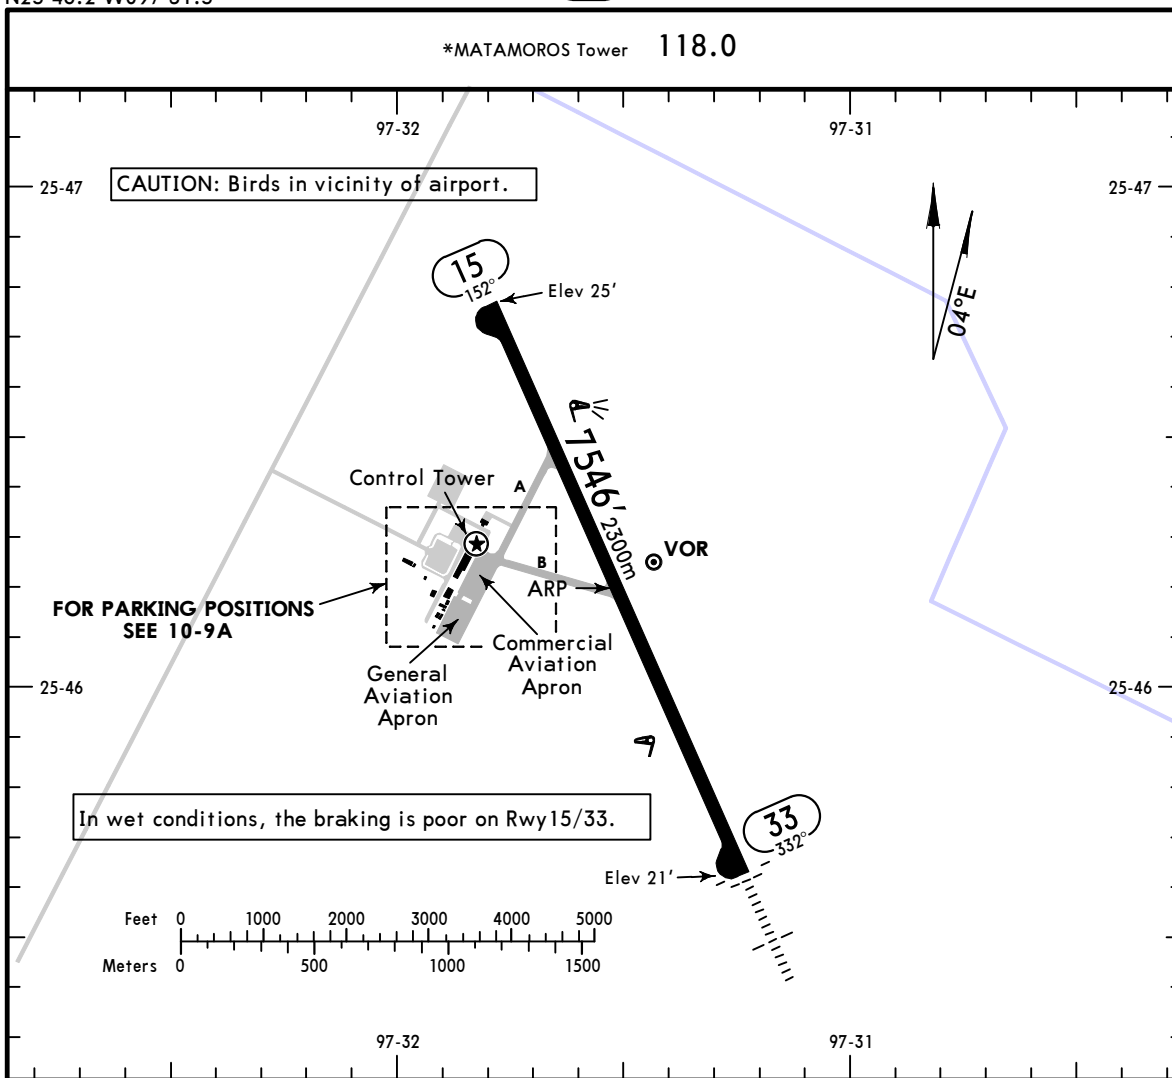 *MATAMOROS Tower 118.0
97-32
97-31
25-47
CAUTION: Birds in vicinity of airport.
25-47
15
152°
Elev 25'
04°E
7546'
2300m
Control Tower
A
B
VOR
ARP
FOR PARKING POSITIONS
SEE 10-9A
Commercial
Aviation
Apron
General
Aviation
Apron
25-46
25-46
In wet conditions, the braking is poor on Rwy 15/33.
33
332°
Elev 21'
Feet 0 1000 2000 3000 4000 5000
Meters 0 500 1000 1500
97-32
97-31